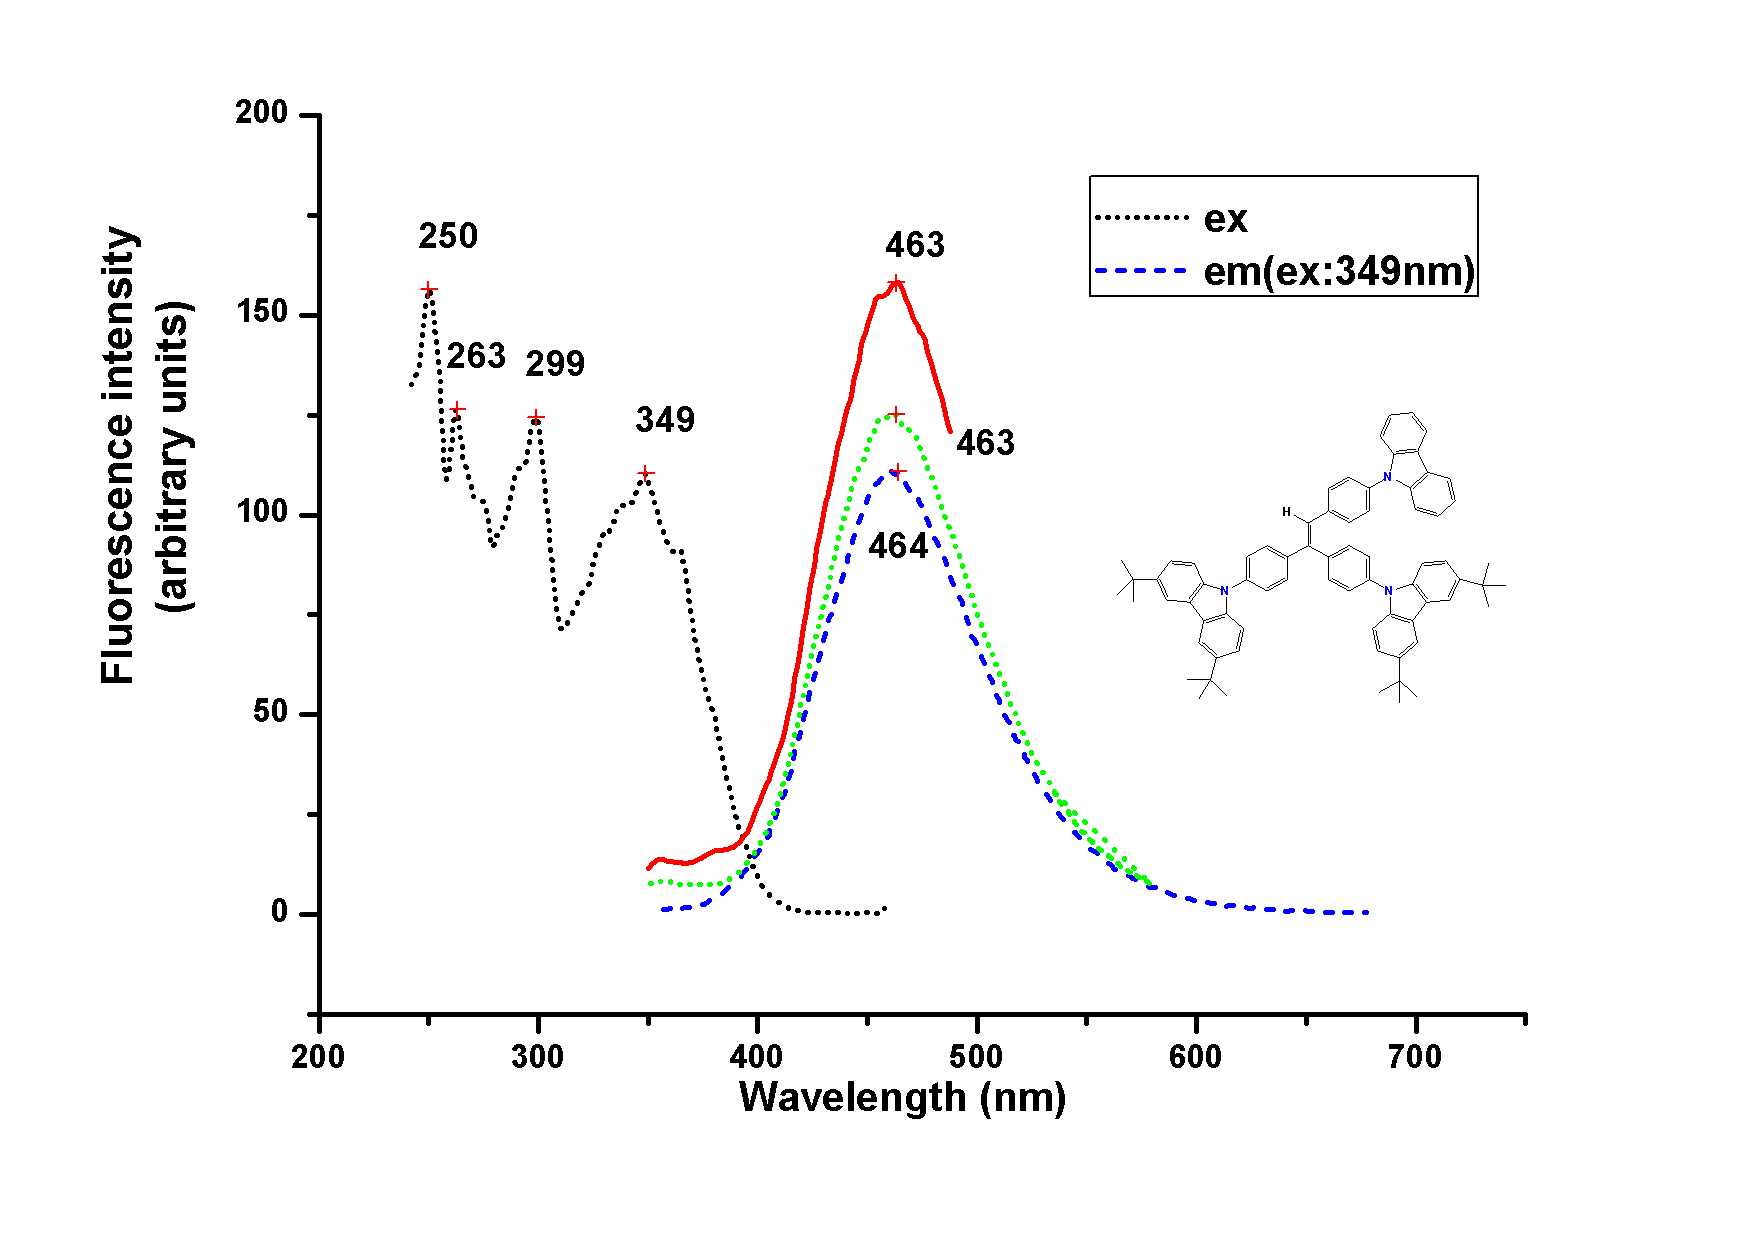 200
150
100
50
0
200
300
400
500
600
700
Fluorescence intensity
(arbitrary units)
Wavelength (nm)
250
263
299
349
463
463
464
ex
em(ex:349nm)
N
H
N
N